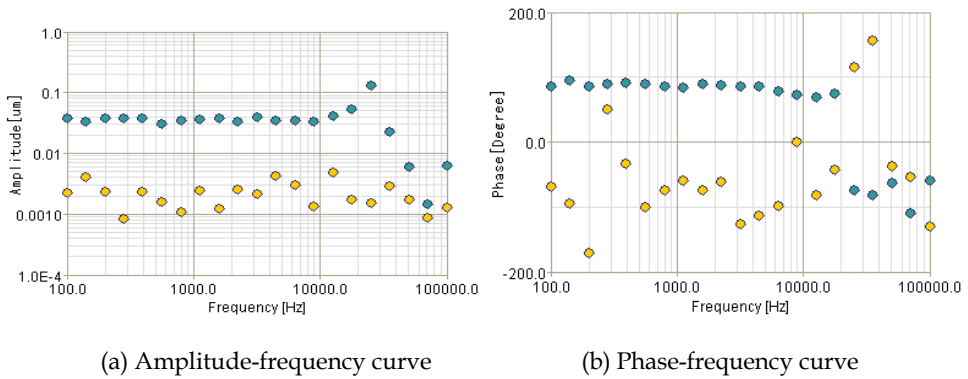 1.0
0.1
0.01
0.0010
1.0E-4
Amplitude[um]
100.0 1000.0 10000.0 100000.0
Frequency[Hz]
(a) Amplitude-frequency curve
200.0
0.0
-200.0
Phase[Degree]
100.0 1000.0 10000.0 100000.0
Frequency[Hz]
(b) Phase-frequency curve